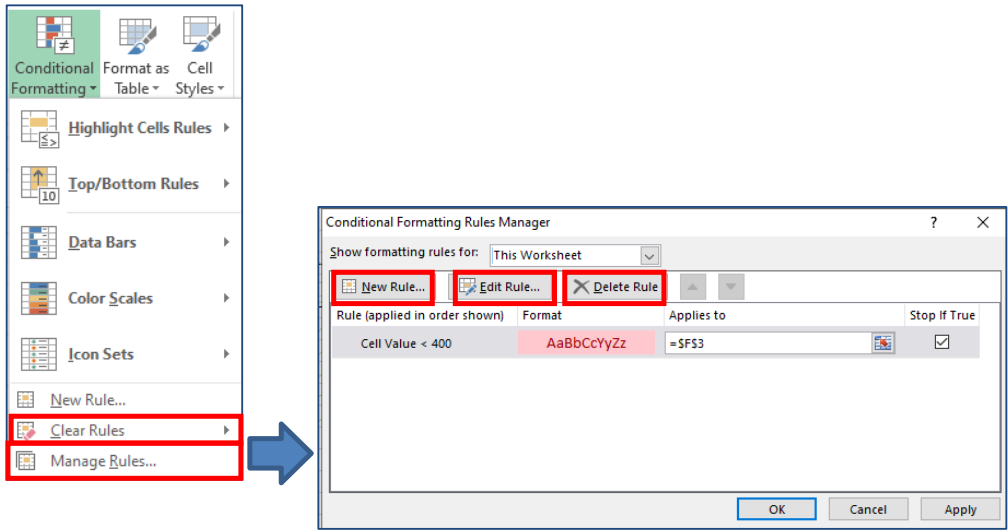 Conditional Formatting
Format as Table
Cell Styles
Highlight Cells Rules
10
Top/Bottom Rules
Data Bars
Color Scales
Icon Sets
New Rule...
Clear Rules
Manage Rules...
Conditional Formatting Rules Manager ?
Show formatting rules for: This Worksheet
New Rule... Edit Rule... Delete Rule
Rule (applied in order shown) Format Applies to Stop If True
Cell Value < 400 AaBbCcYyZz =$F$3
OK Cancel Apply